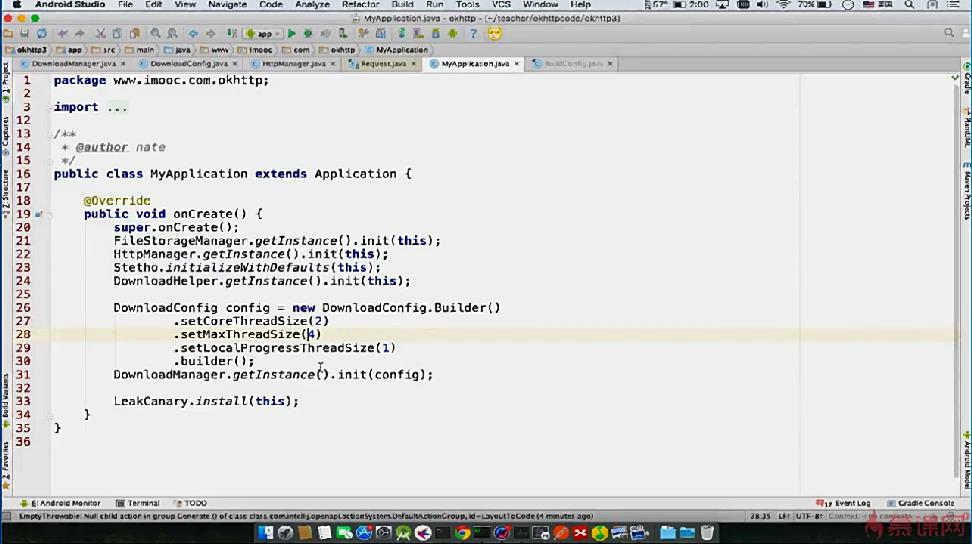 Android Studio File Edit View Navigate Code Analyze Refactor Build Run Tools VCS Window Help 57° 2:00 70%
MyApplication.java - okhttp - [~/teacher/okhttpcode/okhttp3]
app
okhttp3 app src main java www imooc com okhttp MyApplication
DownloadManager.java DownloadConfig.java HttpManager.java Request.java MyApplication.java BuildConfig.java
1 package www.imooc.com.okhttp;
2
3 import ...
12
13 /**
14 * @author nate
15 */
16 public class MyApplication extends Application {
17
18 @Override
19 public void onCreate() {
20 super.onCreate();
21 FileStorageManager.getInstance().init(this);
22 HttpManager.getInstance().init(this);
23 Stetho.initializeWithDefaults(this);
24 DownloadHelper.getInstance().init(this);
25
26 DownloadConfig config = new DownloadConfig.Builder()
27 .setCoreThreadSize(2)
28 .setMaxThreadSize(4)
29 .setLocalProgressThreadSize(1)
30 .builder();
31 DownloadManager.getInstance().init(config);
32
33 LeakCanary.install(this);
34 }
35 }
36
1: Project
Captures
7: Structure
Build Variants
2: Favorites
Gradle
Maven Projects
Android Model
6: Android Monitor Terminal TODO Event Log Gradle Console
EmptyThrowable: Null child action in group Generate () of class com.intellij.openapi.actionSystem.DefaultActionGroup, id=LayoutToCode (4 minutes ago) 28:35 LF: UTF-8: Context: <no context>
慕课网